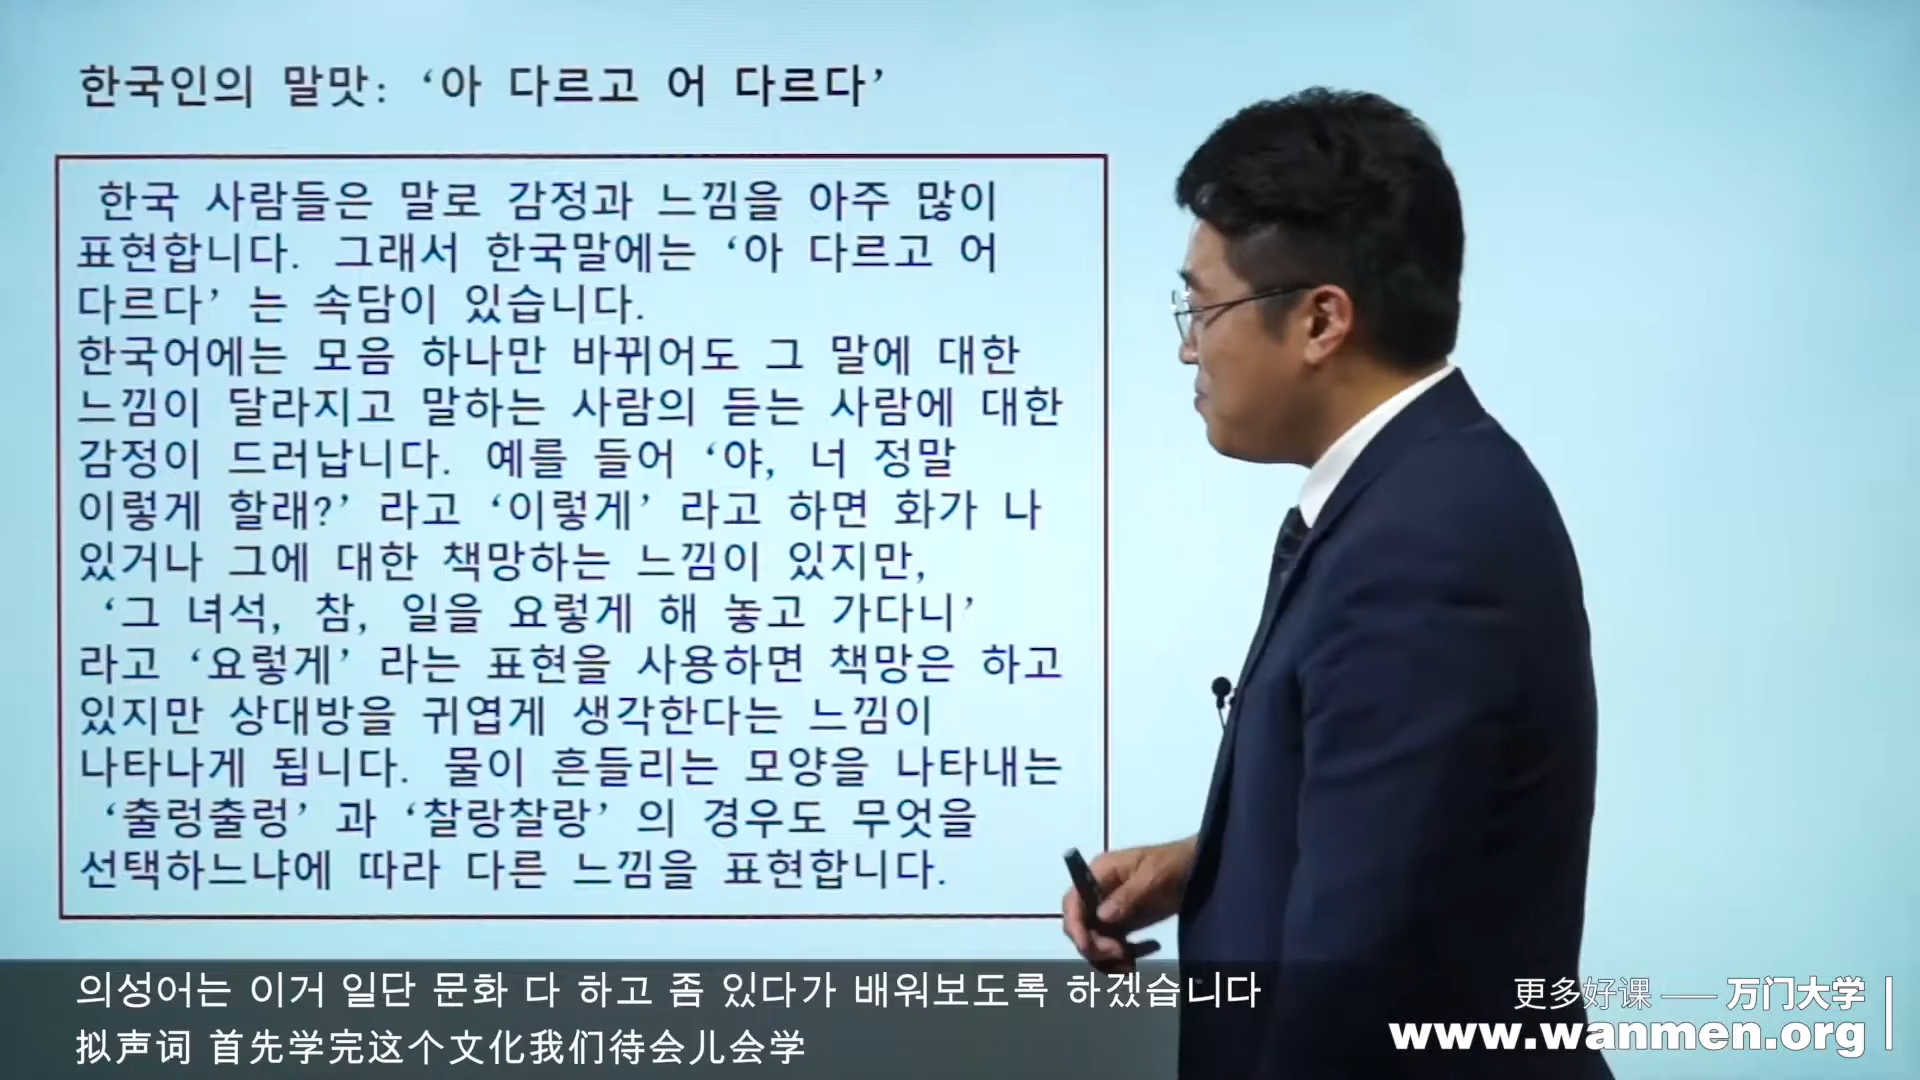 한국인의 말맛: ‘아 다르고 어 다르다’
한국 사람들은 말로 감정과 느낌을 아주 많이
표현합니다. 그래서 한국말에는 ‘아 다르고 어
다르다’ 는 속담이 있습니다.
한국어에는 모음 하나만 바뀌어도 그 말에 대한
느낌이 달라지고 말하는 사람의 듣는 사람에 대한
감정이 드러납니다. 예를 들어 ‘야, 너 정말
이렇게 할래?’ 라고 ‘이렇게’ 라고 하면 화가 나
있거나 그에 대한 책망하는 느낌이 있지만,
‘그 녀석, 참, 일을 요렇게 해 놓고 가다니’
라고 ‘요렇게’ 라는 표현을 사용하면 책망은 하고
있지만 상대방을 귀엽게 생각한다는 느낌이
나타나게 됩니다. 물이 흔들리는 모양을 나타내는
‘출렁출렁’ 과 ‘찰랑찰랑’ 의 경우도 무엇을
선택하느냐에 따라 다른 느낌을 표현합니다.
의성어는 이거 일단 문화 다 하고 좀 있다가 배워보도록 하겠습니다
拟声词 首先学完这个文化我们待会儿会学
更多好课 —— 万门大学
www.wanmen.org